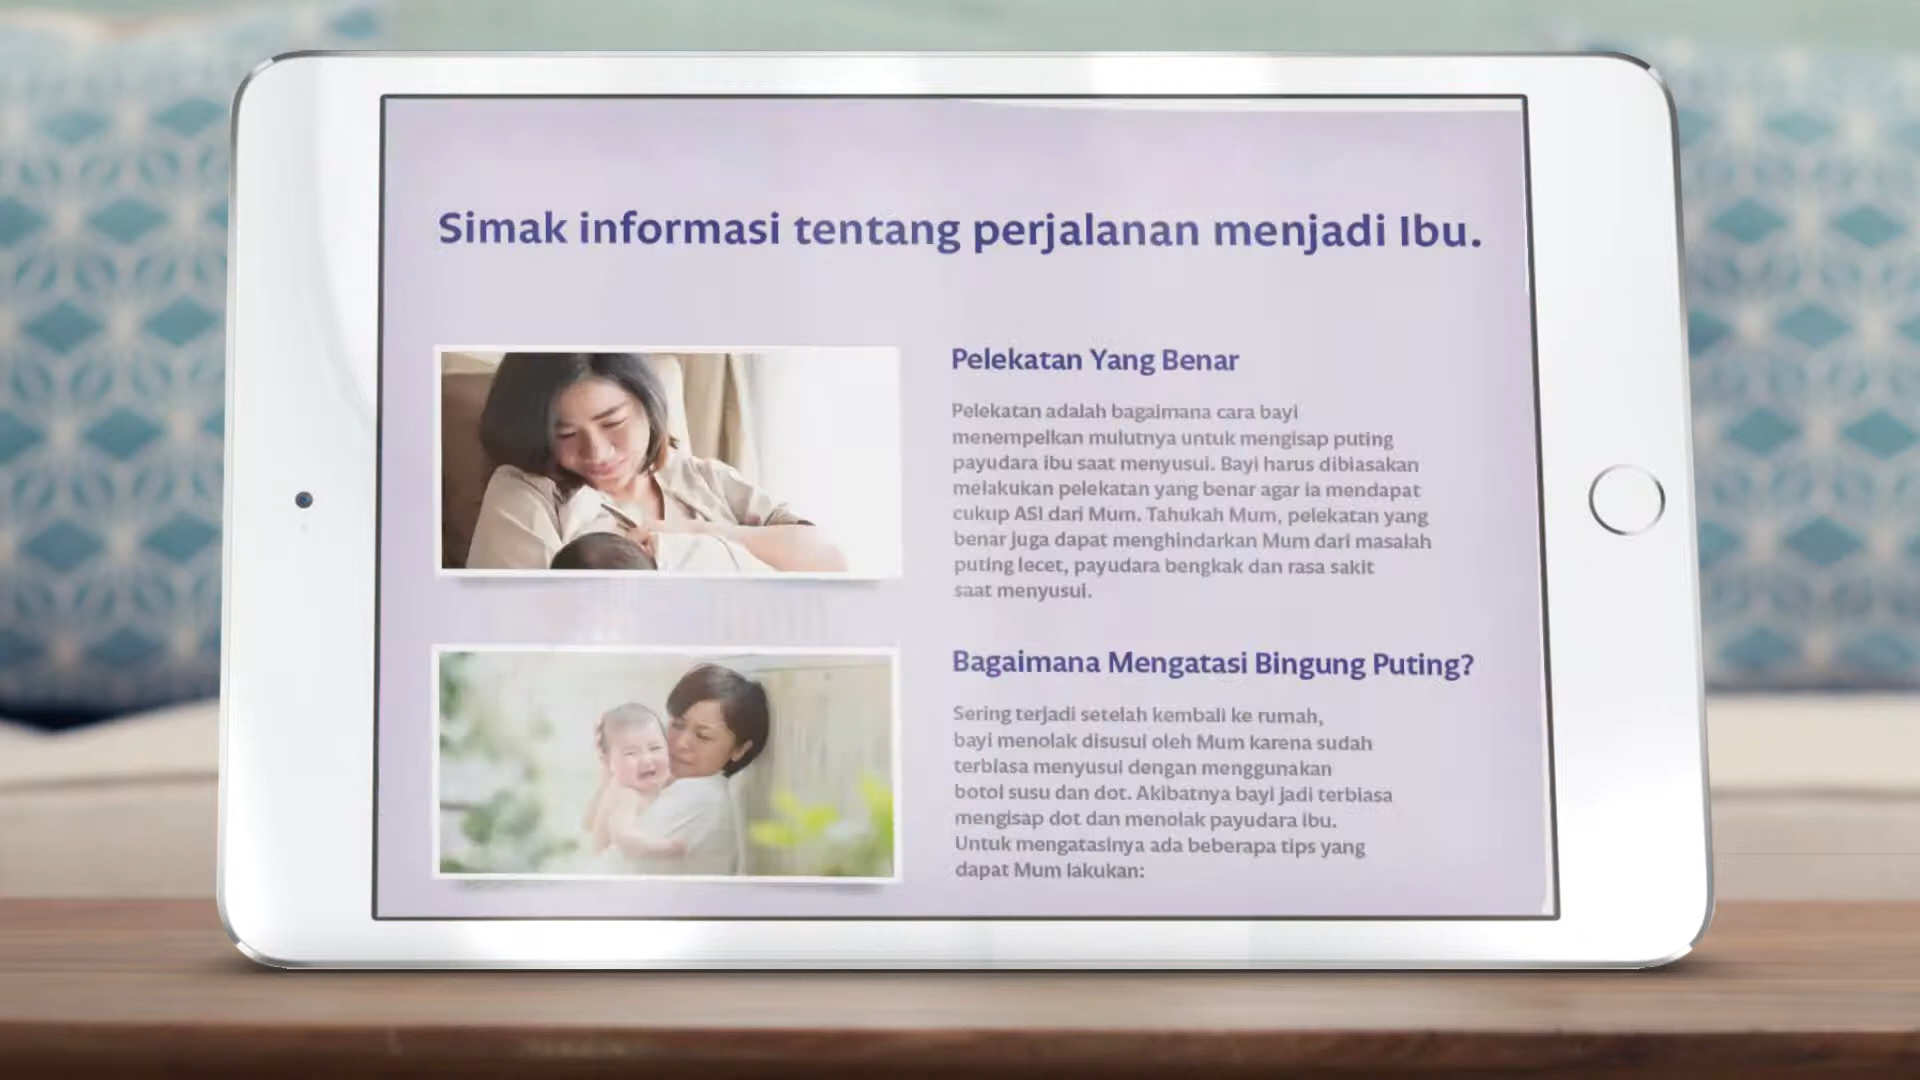 Simak informasi tentang perjalanan menjadi Ibu.
Pelekatan Yang Benar
Pelekatan adalah bagaimana cara bayi
menempelkan mulutnya untuk mengisap puting
payudara ibu saat menyusui. Bayi harus dibiasakan
melakukan pelekatan yang benar agar ia mendapat
cukup ASI dari Mum. Tahukah Mum, pelekatan yang
benar juga dapat menghindarkan Mum dari masalah
puting lecet, payudara bengkak dan rasa sakit
saat menyusui.
Bagaimana Mengatasi Bingung Puting?
Sering terjadi setelah kembali ke rumah,
bayi menolak disusui oleh Mum karena sudah
terbiasa menyusui dengan menggunakan
botol susu dan dot. Akibatnya bayi jadi terbiasa
mengisap dot dan menolak payudara ibu.
Untuk mengatasinya ada beberapa tips yang
dapat Mum lakukan: